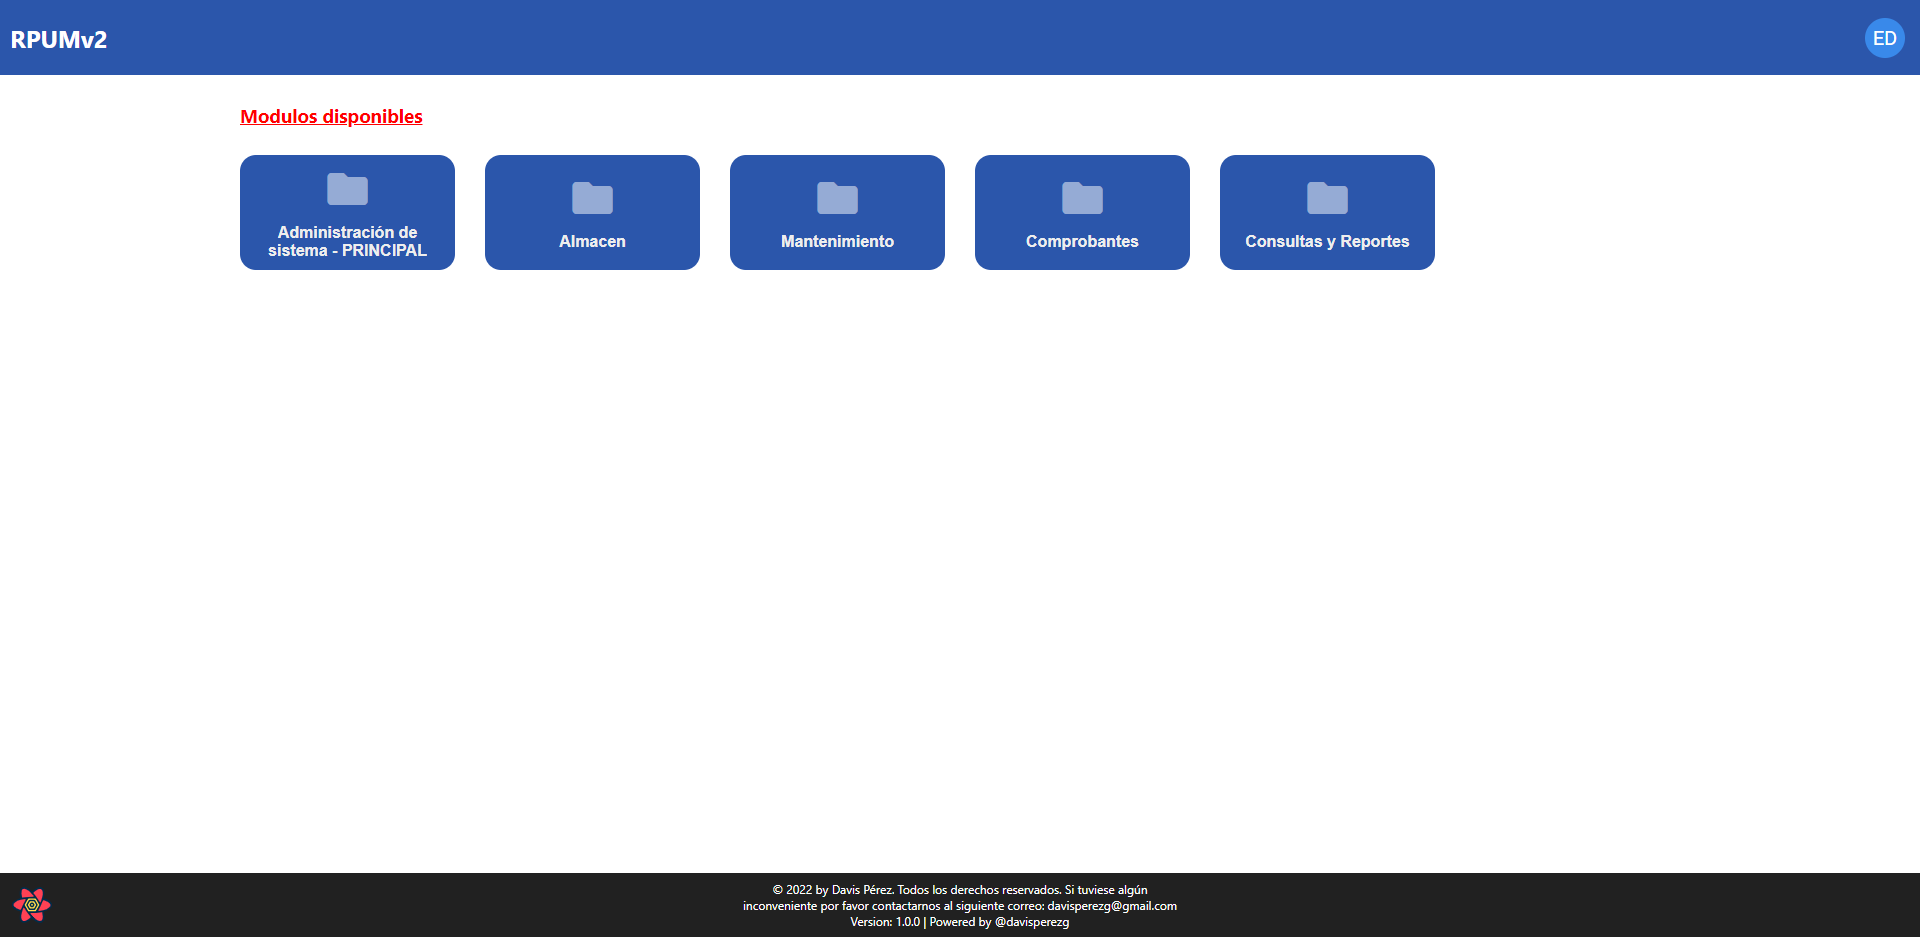 RPUMv2
ED
Modulos disponibles
Administración de
sistema - PRINCIPAL
Almacen
Mantenimiento
Comprobantes
Consultas y Reportes
© 2022 by Davis Pérez. Todos los derechos reservados. Si tuviese algún
inconveniente por favor contactarnos al siguiente correo: davisperezg@gmail.com
Version: 1.0.0 | Powered by @davisperezg